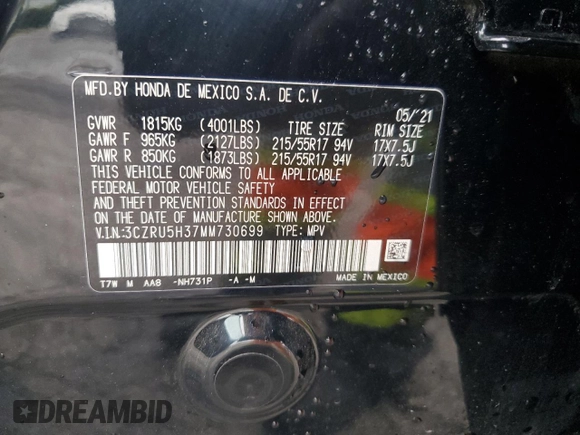 MFD.BY HONDA DE MEXICO S.A. DE C.V.
05/'21
GVWR 1815KG (4001LBS) TIRE SIZE RIM SIZE
GAWR F 965KG (2127LBS) 215/55R17 94V 17X7.5J
GAWR R 850KG (1873LBS) 215/55R17 94V 17X7.5J
THIS VEHICLE CONFORMS TO ALL APPLICABLE
FEDERAL MOTOR VEHICLE SAFETY
AND THEFT PREVENTION STANDARDS IN EFFECT
ON THE DATE OF MANUFACTURE SHOWN ABOVE.
V.I.N.:3CZRU5H37MM730699 TYPE: MPV
T7W M AA8 -NH731P -A -M MADE IN MEXICO
DREAMBID